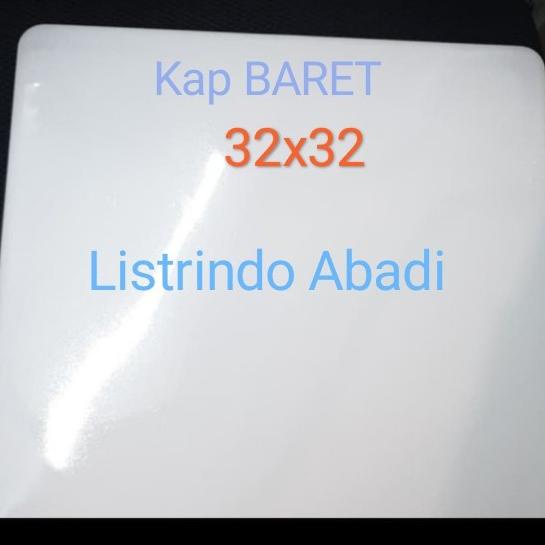 Kap BARET
32x32
Listrindo Abadi